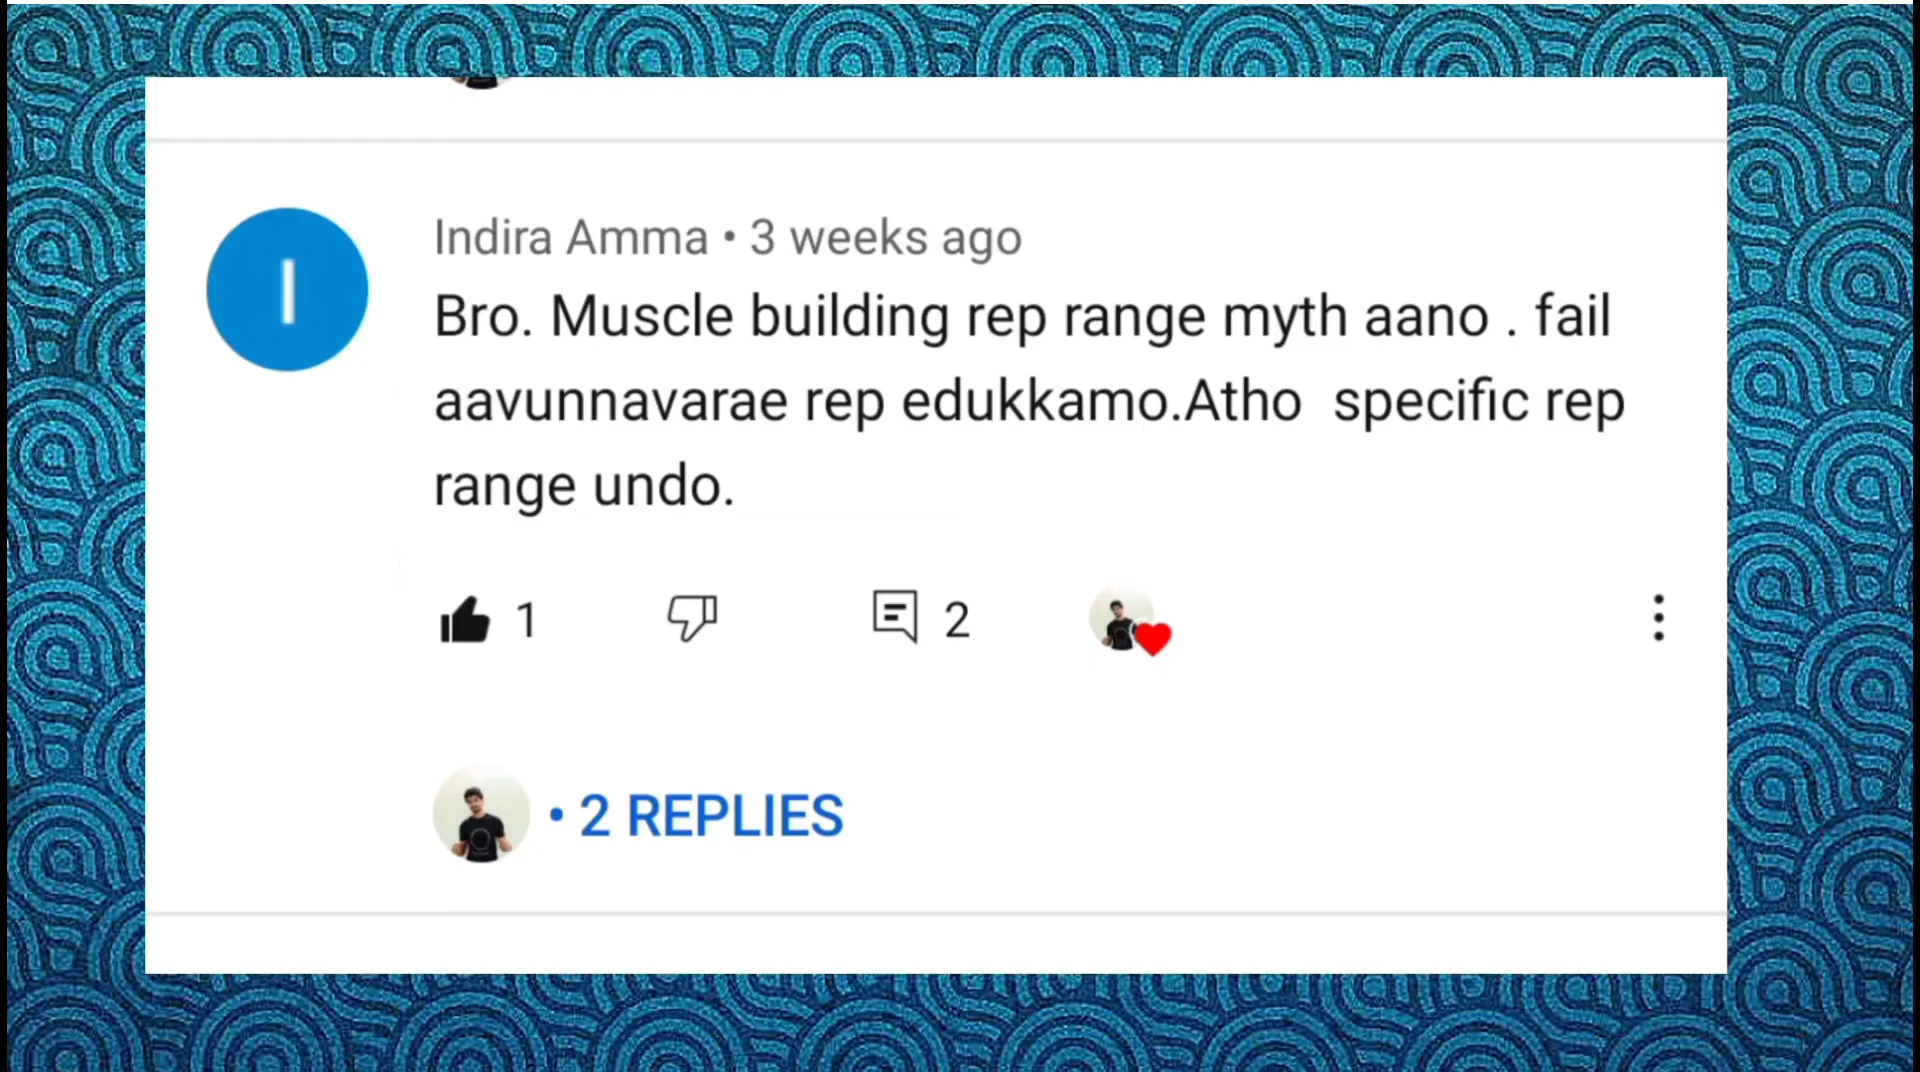 I
Indira Amma • 3 weeks ago
Bro. Muscle building rep range myth aano . fail
aavunnavarae rep edukkamo.Atho  specific rep
range undo.
1
2
• 2 REPLIES